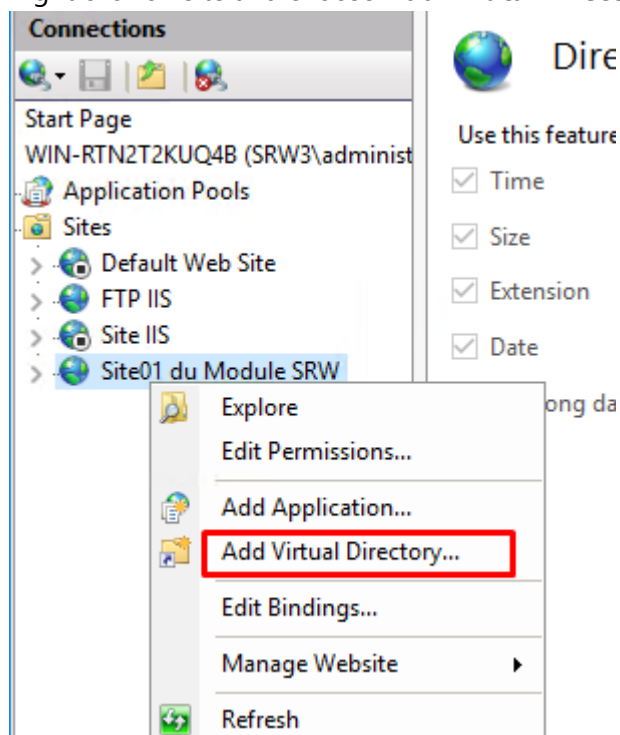 Connections
Start Page
WIN-RTN2T2KUQ4B (SRW3\administ
Application Pools
Sites
Default Web Site
FTP IIS
Site IIS
Site01 du Module SRW
Explore
Edit Permissions...
Add Application...
Add Virtual Directory...
Edit Bindings...
Manage Website
Refresh
Dire
Use this feature
Time
Size
Extension
Date
ong da